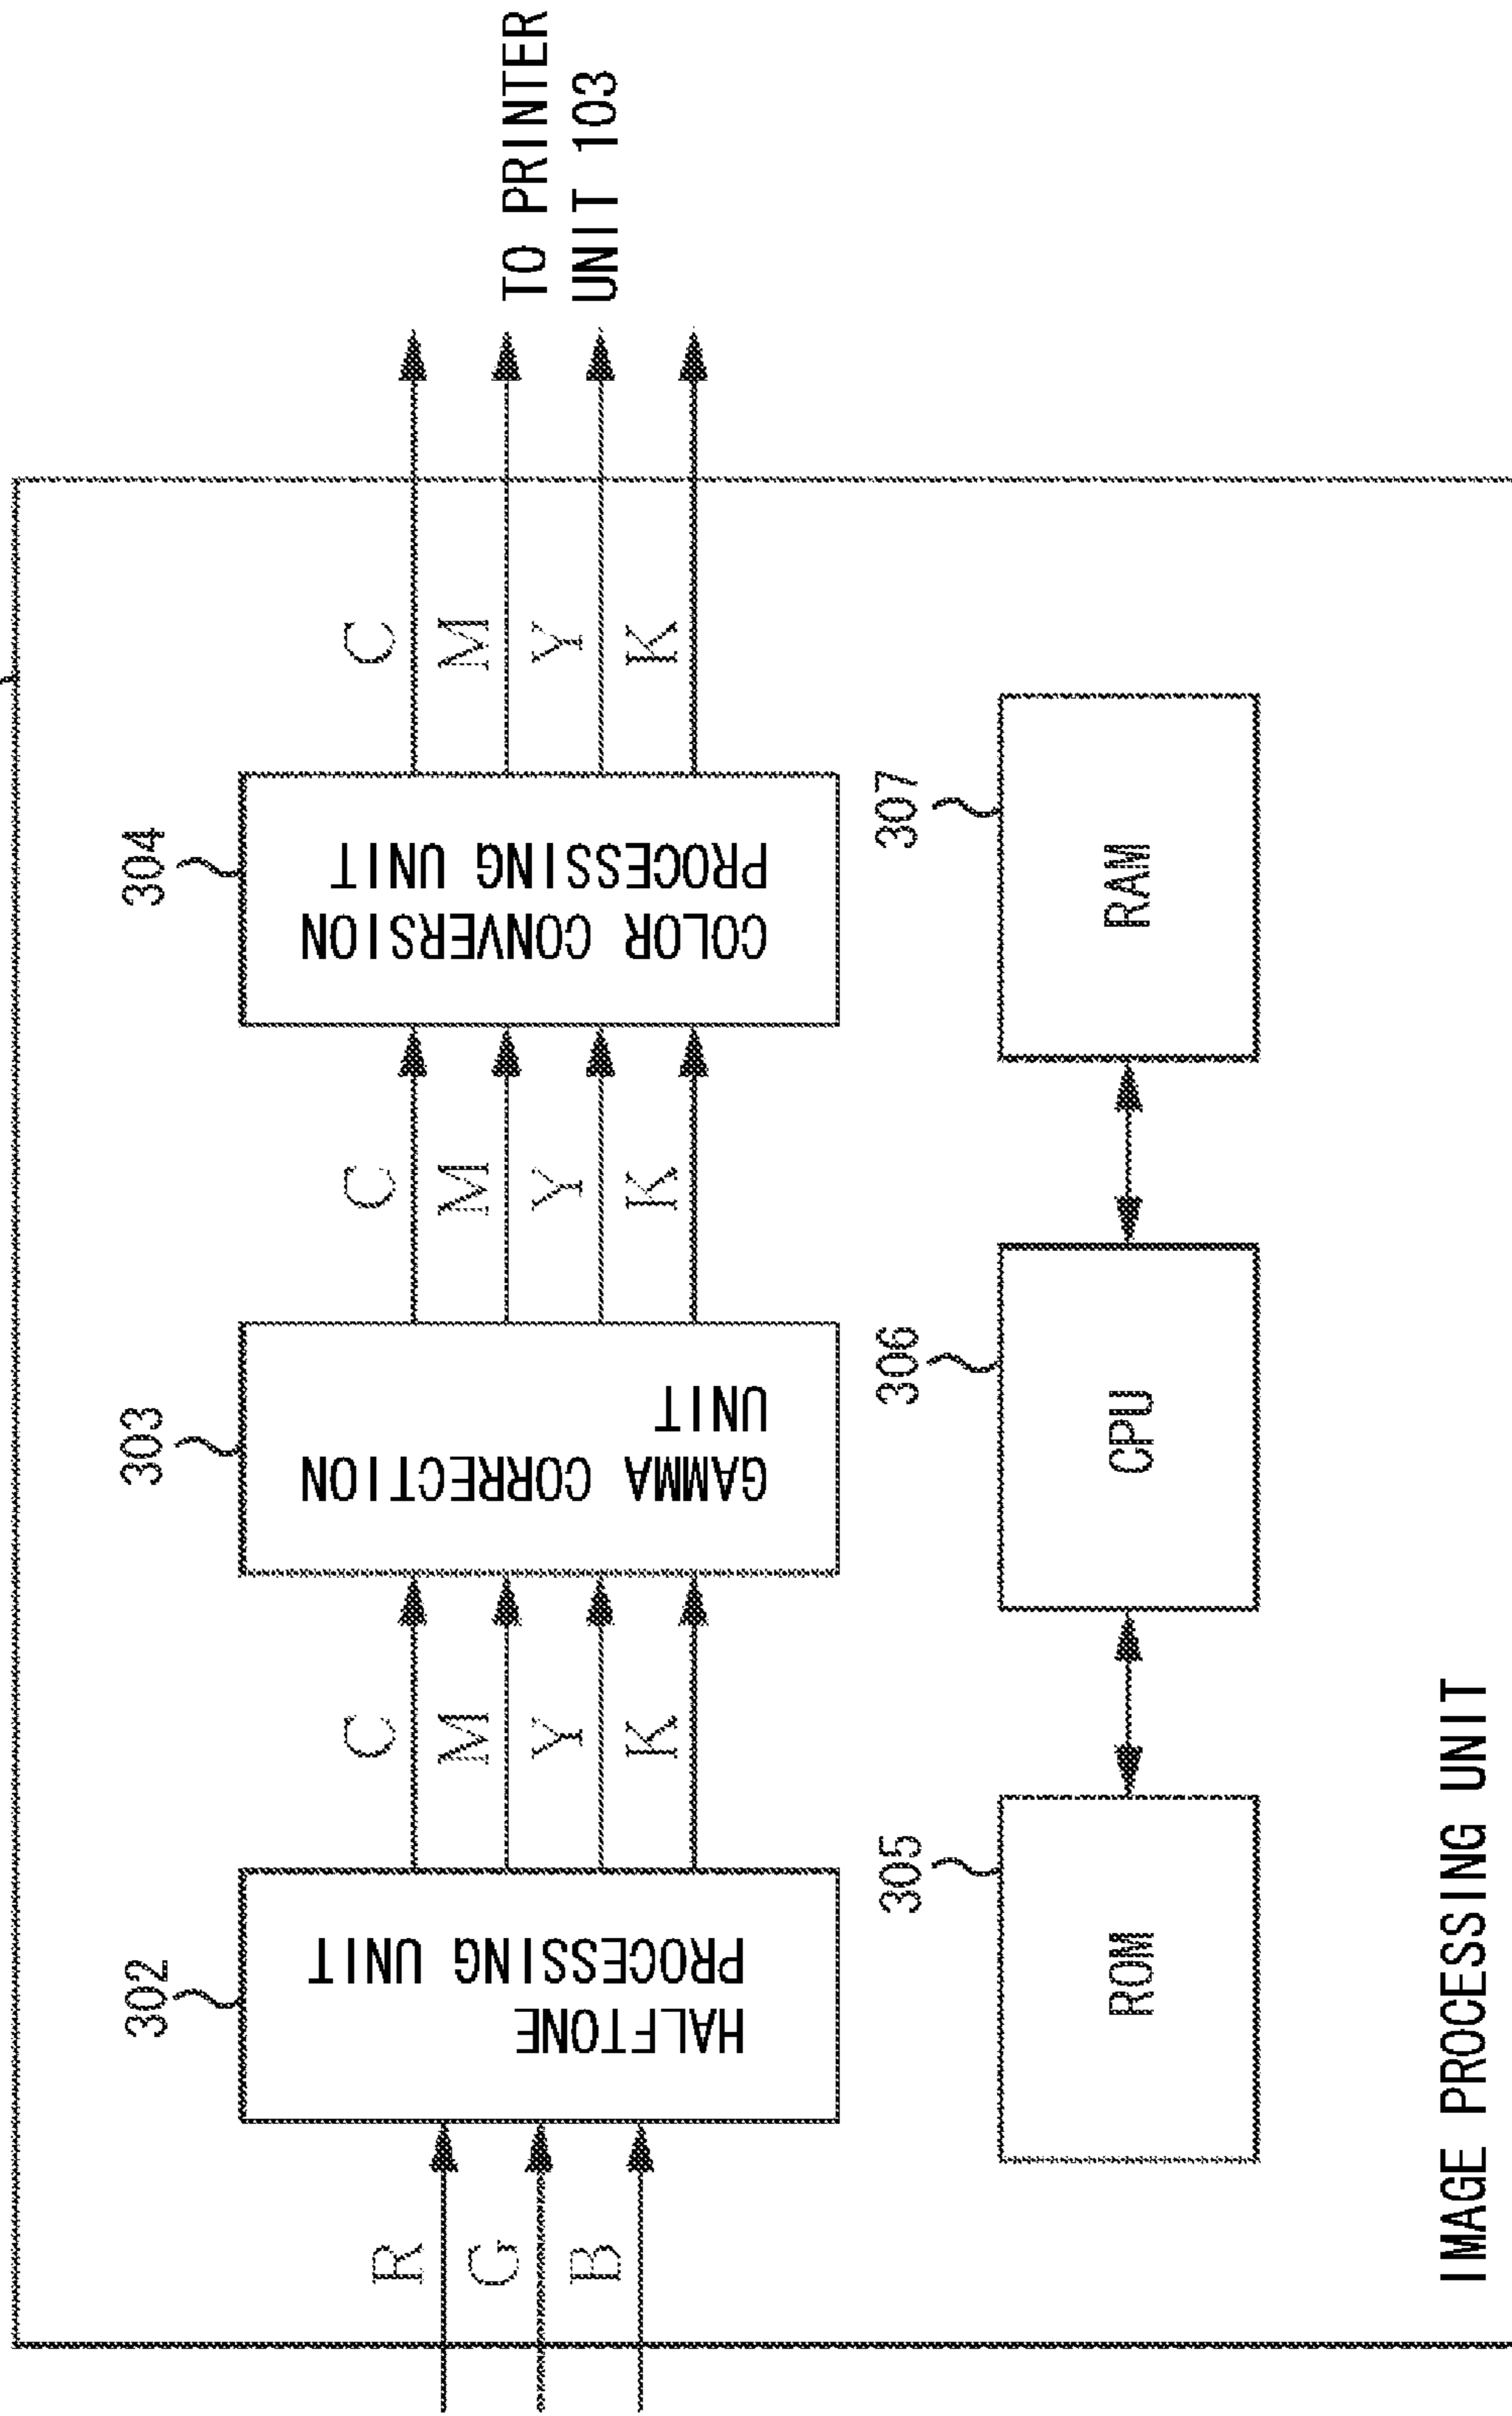 302
303
304
R
G
B
HALFTONE
PROCESSING UNIT
C
M
Y
K
GAMMA CORRECTION
UNIT
C
M
Y
K
COLOR CONVERSION
PROCESSING UNIT
C
M
Y
K
TO PRINTER
UNIT 103
305
306
307
ROM
CPU
RAM
IMAGE PROCESSING UNIT